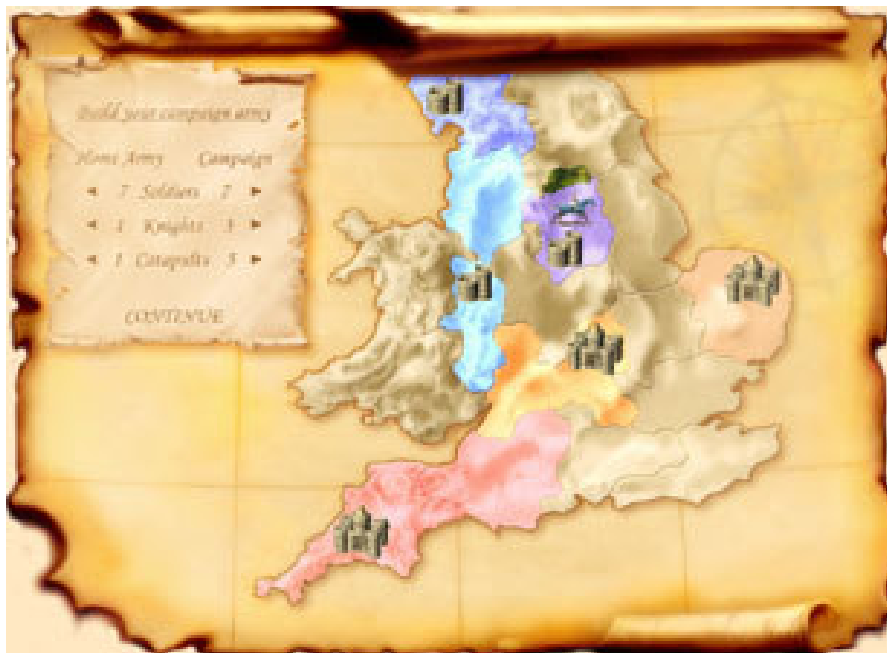 Build your campaign army
Home Army Campaign
7 Soldiers 2
1 Knights 3
1 Catapults 3
CONTINUE